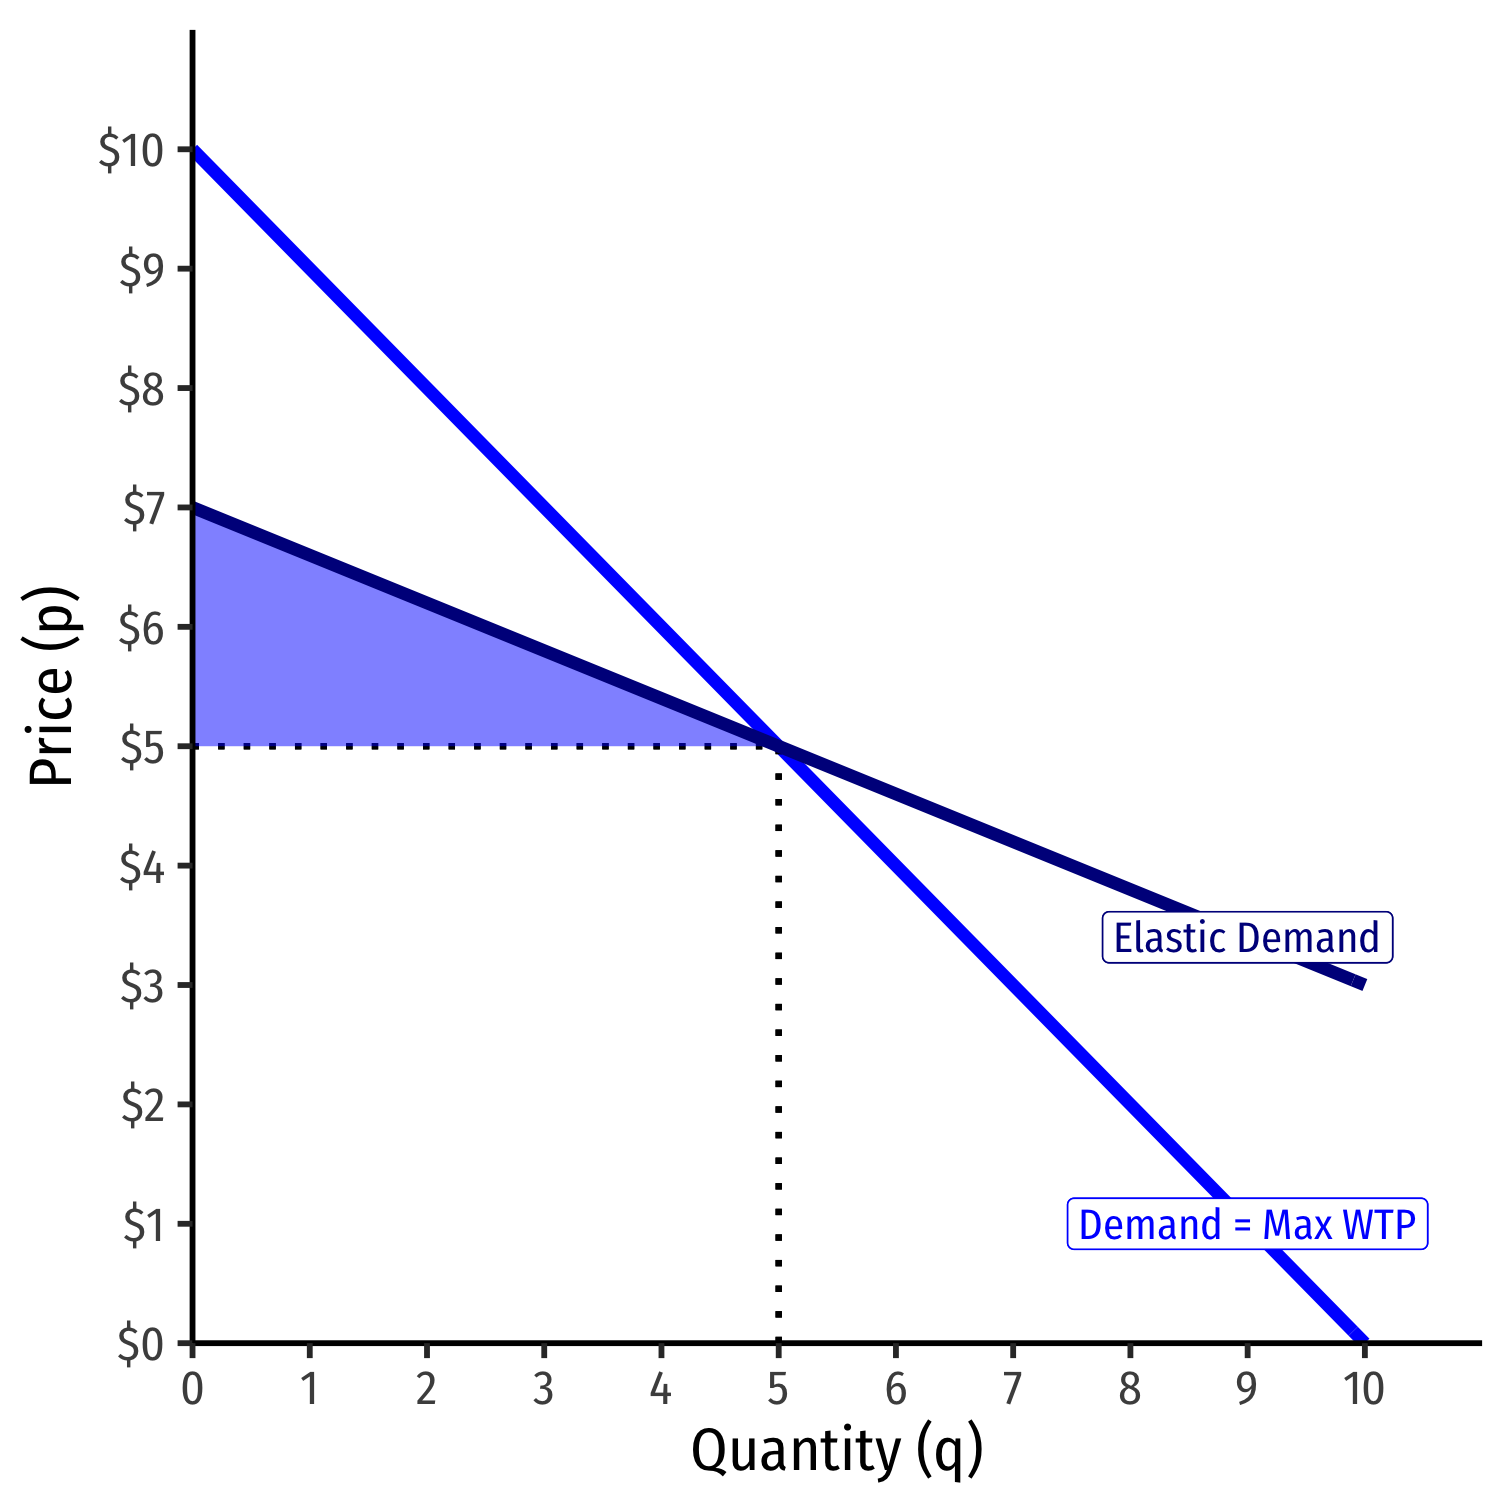 $10
$9
$8
$7
$6
$5
$4
$3
$2
$1
$0
Price (p)
Elastic Demand
Demand = Max WTP
0 1 2 3 4 5 6 7 8 9 10
Quantity (q)